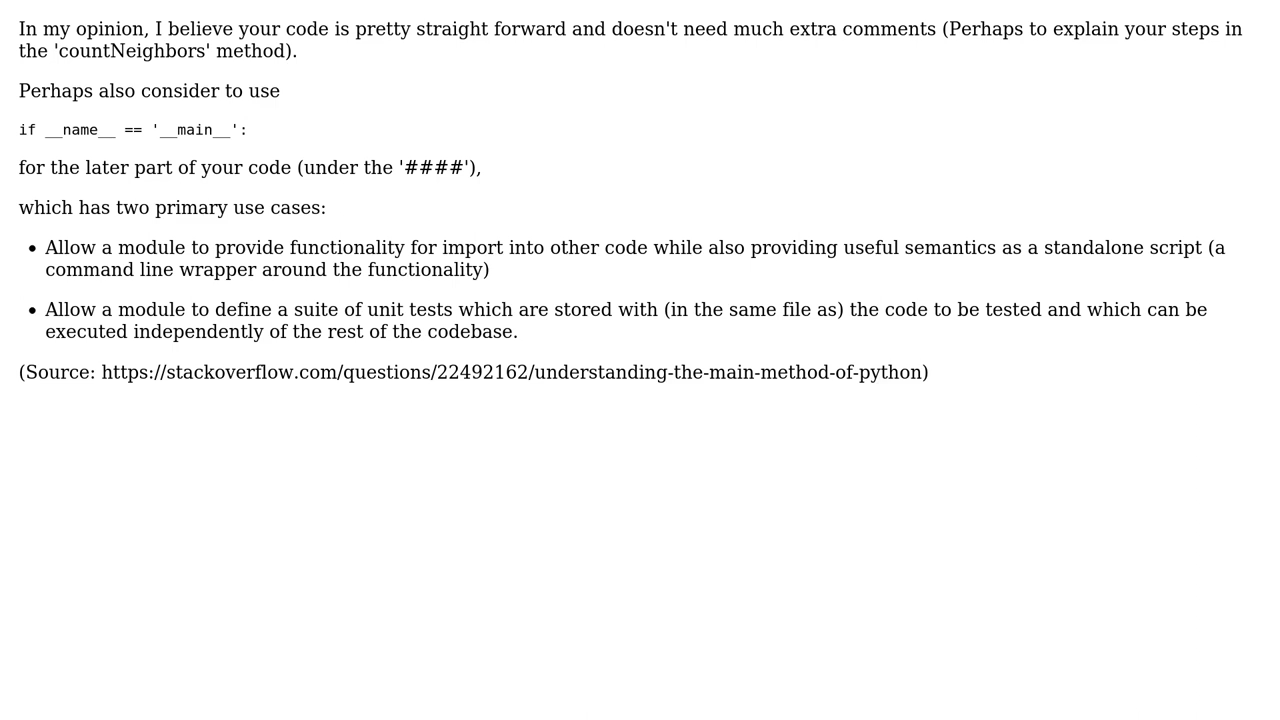 In my opinion, I believe your code is pretty straight forward and doesn't need much extra comments (Perhaps to explain your steps in
the 'countNeighbors' method).
Perhaps also consider to use
if __name__ == '__main__':
for the later part of your code (under the '####'),
which has two primary use cases:
• Allow a module to provide functionality for import into other code while also providing useful semantics as a standalone script (a
command line wrapper around the functionality)
• Allow a module to define a suite of unit tests which are stored with (in the same file as) the code to be tested and which can be
executed independently of the rest of the codebase.
(Source: https://stackoverflow.com/questions/22492162/understanding-the-main-method-of-python)